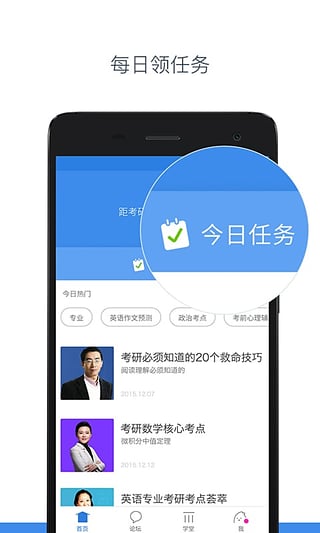 每日领任务
距考研
今日任务
今日热门
专业
英语作文预测
政治考点
考前心理辅
考研必须知道的20个救命技巧
阅读理解必须知道的
2015.12.07
考研数学核心考点
微积分中值定理
2015.12.12
英语专业考研考点荟萃
首页
论坛
学堂
我